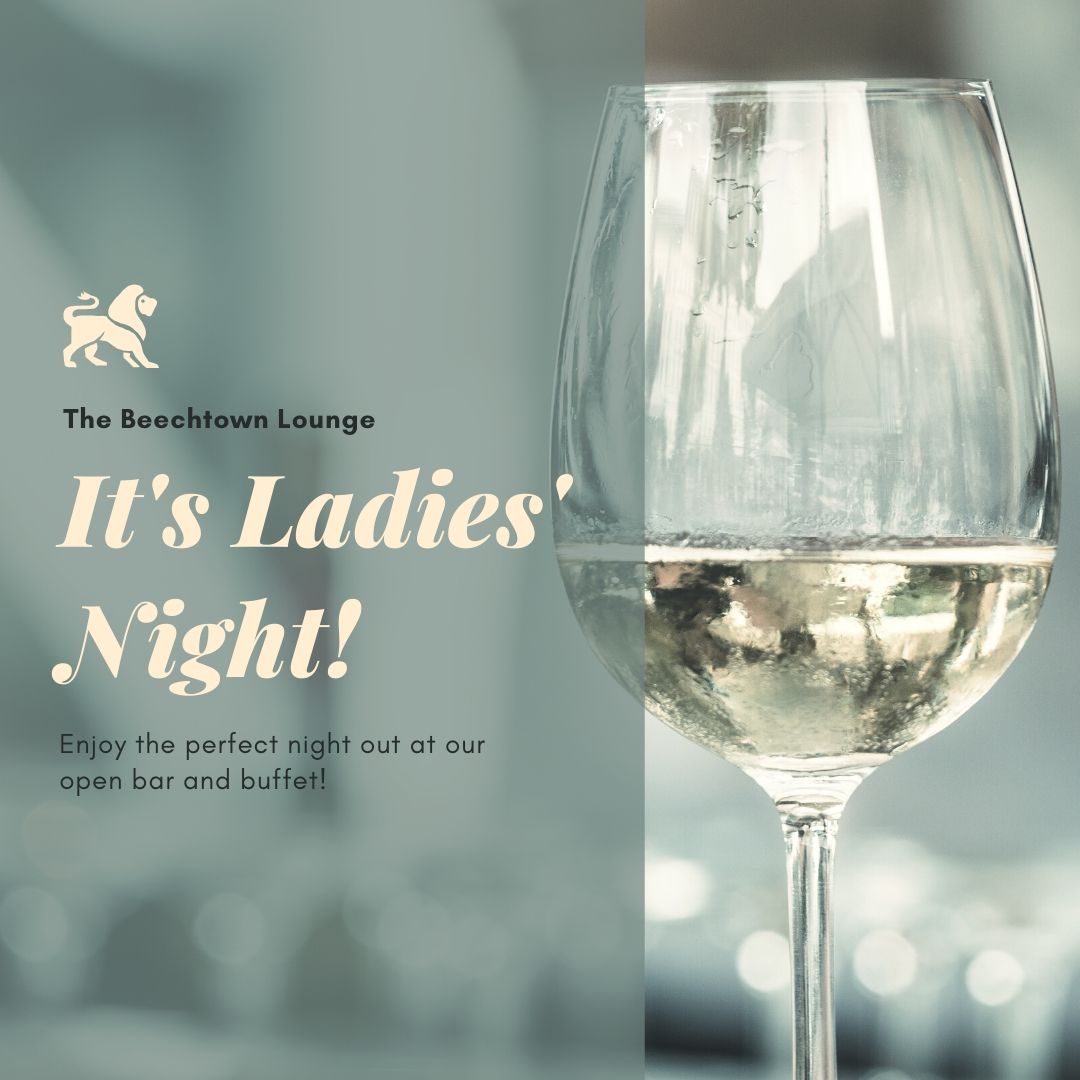 The Beechtown Lounge
It's Ladies'
Night!
Enjoy the perfect night out at our
open bar and buffet!